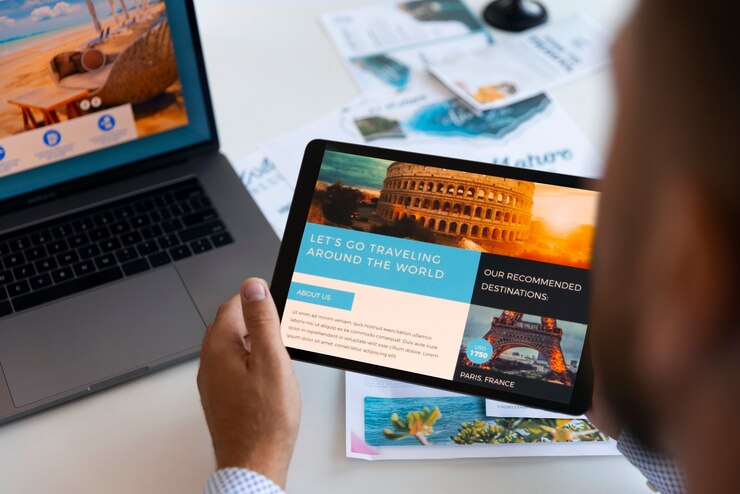 Nature
LET'S GO TRAVELING
AROUND THE WORLD
OUR RECOMMENDED
DESTINATIONS:
ABOUT US
Ut enim ad minim veniam, quis nostrud exercitation ullamco
laboris nisi ut aliquip ex ea commodo consequat. Duis aute irure
dolor in reprehenderit in voluptate velit esse cillum dolore. Lorem
ipsum dolor sit amet, consectetur adipiscing elit.
USD
1750
PARIS, FRANCE